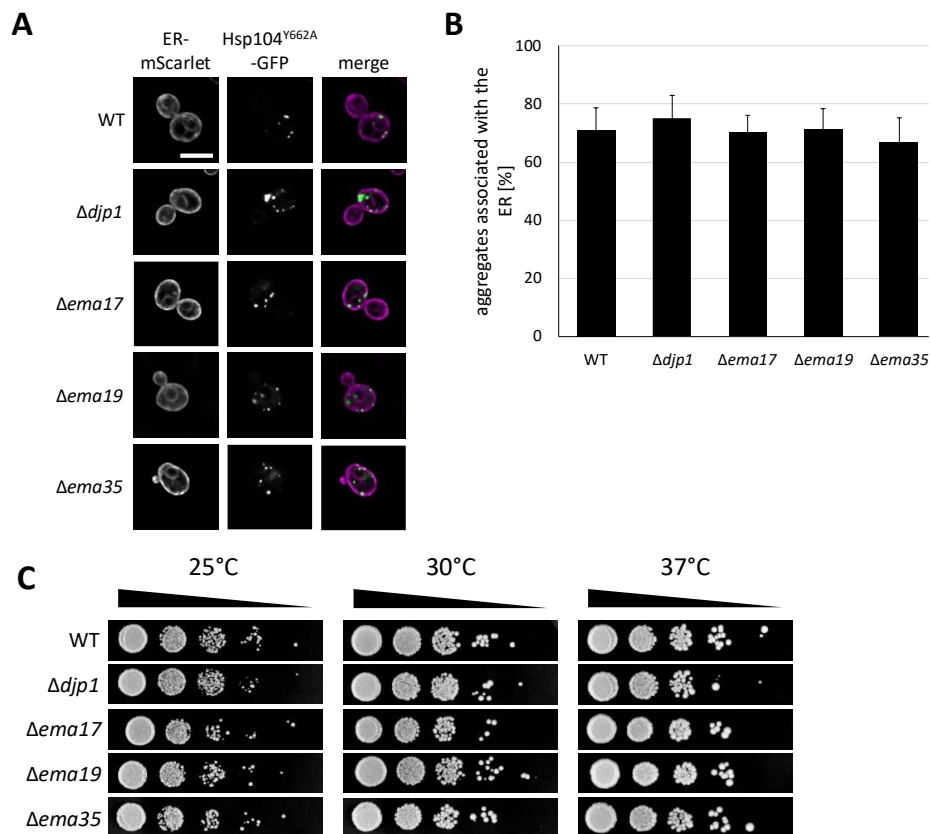 A
ER-
mScarlet
Hsp104Y662A
-GFP
merge
WT
Δdjp1
Δema17
Δema19
Δema35
B
aggregates associated with the
ER [%]
100
80
60
40
20
0
WT
Δdjp1
Δema17
Δema19
Δema35
C
25°C
30°C
37°C
WT
Δdjp1
Δema17
Δema19
Δema35